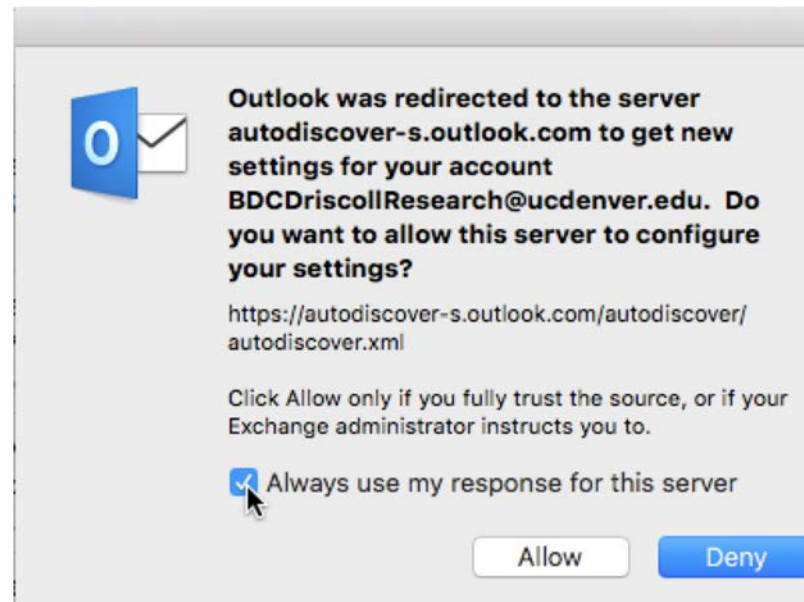 Outlook was redirected to the server
autodiscover-s.outlook.com to get new
settings for your account
BDCDriscollResearch@ucdenver.edu. Do
you want to allow this server to configure
your settings?
https://autodiscover-s.outlook.com/autodiscover/
autodiscover.xml
Click Allow only if you fully trust the source, or if your
Exchange administrator instructs you to.
Always use my response for this server
Allow Deny